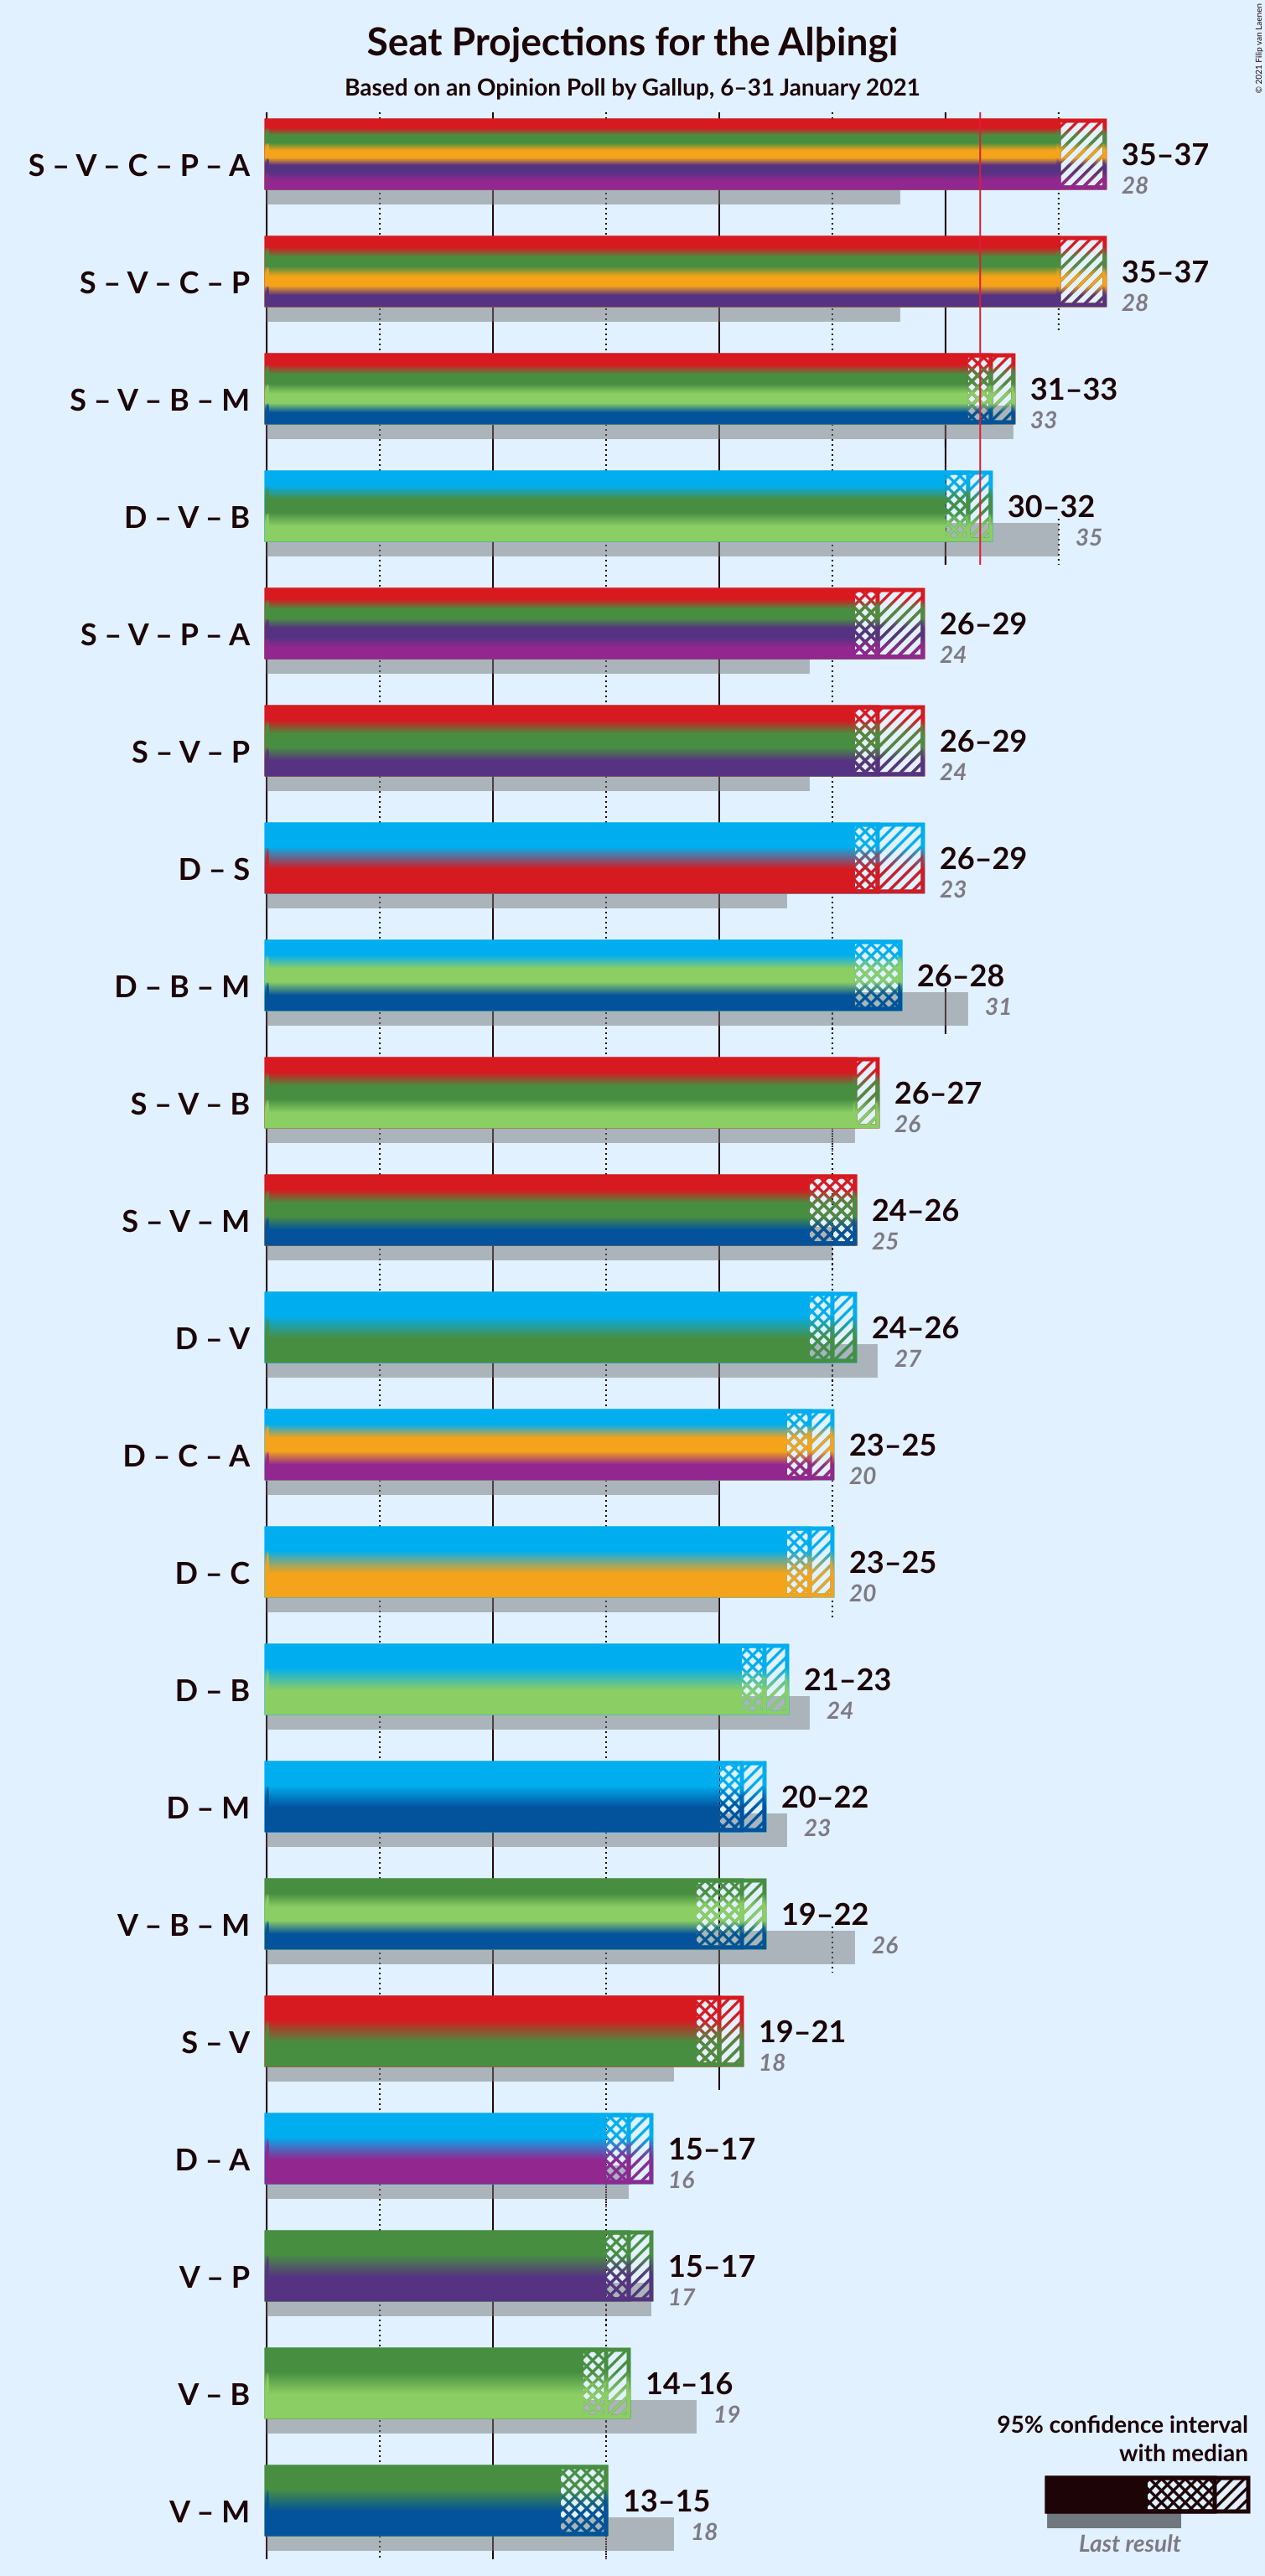 Seat Projections for the Alþingi
Based on an Opinion Poll by Gallup, 6–31 January 2021
© 2021 Filip van Laenen
S – V – C – P – A
35–37
28
S – V – C – P
35–37
28
S – V – B – M
31–33
33
D – V – B
30–32
35
S – V – P – A
26–29
24
S – V – P
26–29
24
D – S
26–29
23
D – B – M
26–28
31
S – V – B
26–27
26
S – V – M
24–26
25
D – V
24–26
27
D – C – A
23–25
20
D – C
23–25
20
D – B
21–23
24
D – M
20–22
23
V – B – M
19–22
26
S – V
19–21
18
D – A
15–17
16
V – P
15–17
17
V – B
14–16
19
V – M
13–15
18
95% confidence interval
with median
Last result